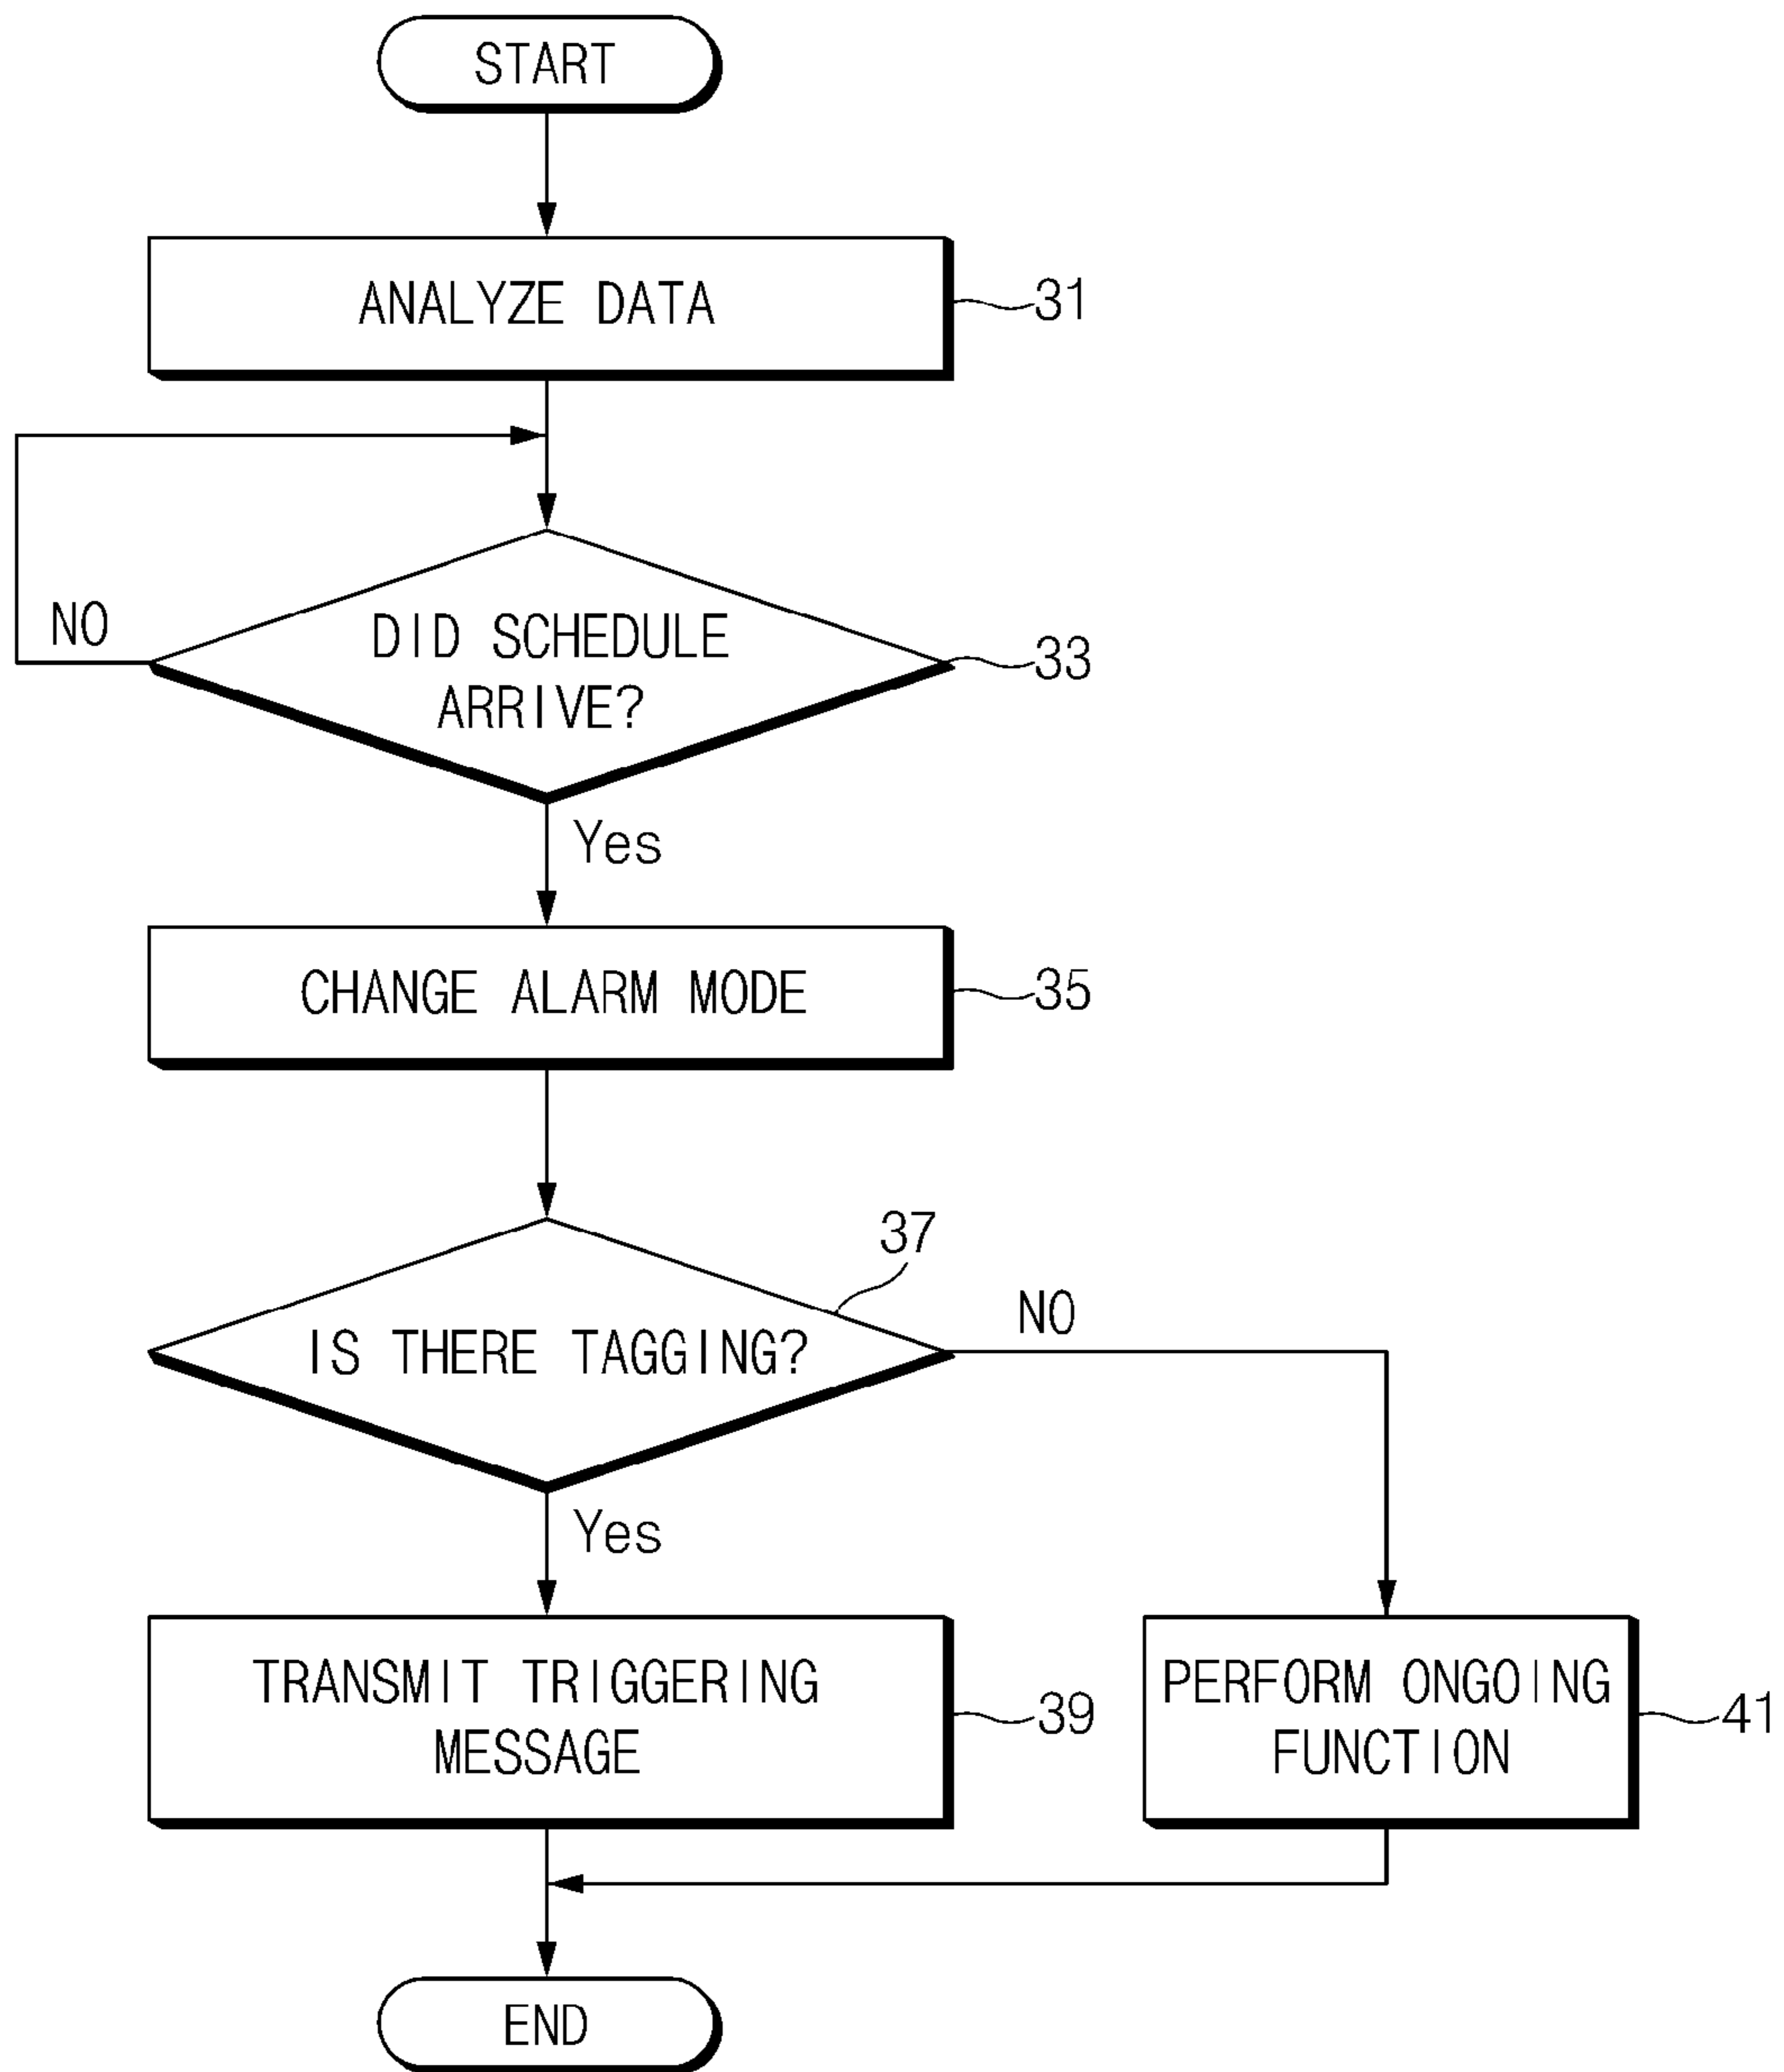 START
ANALYZE DATA
31
NO
DID SCHEDULE
ARRIVE?
33
Yes
CHANGE ALARM MODE
35
37
IS THERE TAGGING?
NO
Yes
TRANSMIT TRIGGERING
MESSAGE
39
PERFORM ONGOING
FUNCTION
41
END